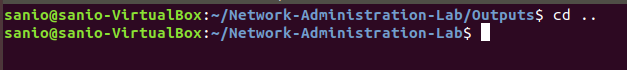 sanio@sanio-VirtualBox:~/Network-Administration-Lab/Outputs$ cd ..
sanio@sanio-VirtualBox:~/Network-Administration-Lab$